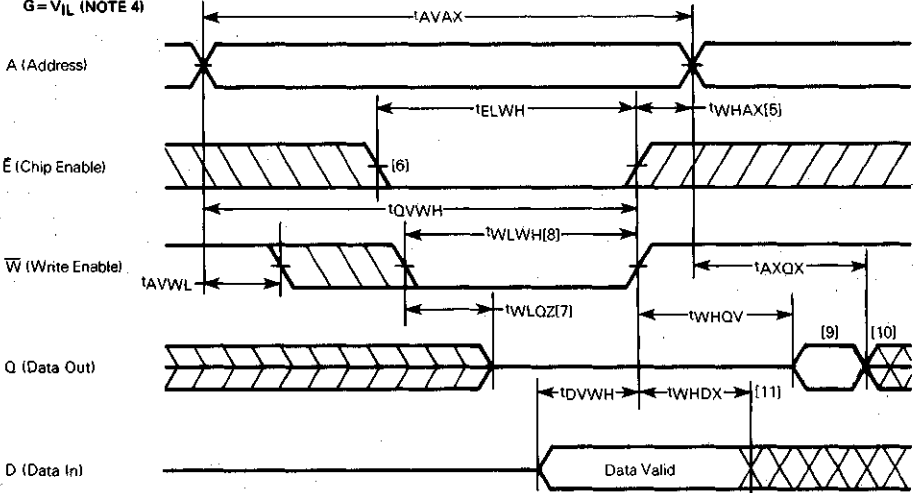 G=VIL (NOTE 4)
tAVAX
A (Address)
tELWH
tWHAX[5]
Ē (Chip Enable)
[6]
tQVWH
tWLWH[8]
W̅ (Write Enable)
tAVWL
tAXQX
tWLQZ[7]
tWHQV
[9]
[10]
Q (Data Out)
tDVWH
tWHDX
[11]
D (Data In)
Data Valid